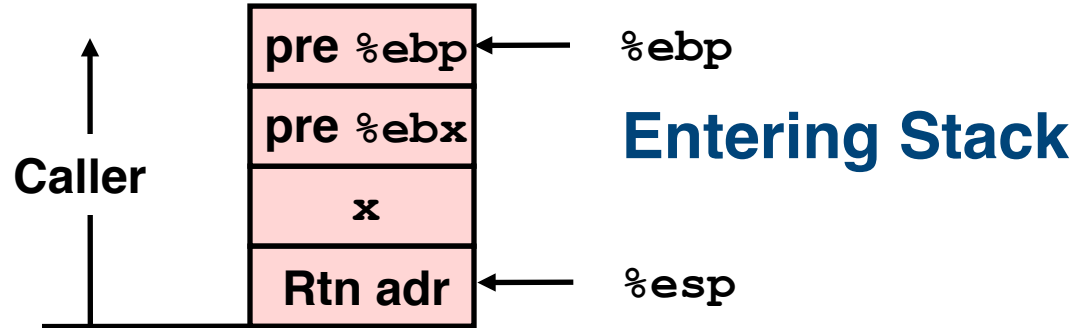 pre %ebp
%ebp
pre %ebx
Entering Stack
Caller
x
Rtn adr
%esp